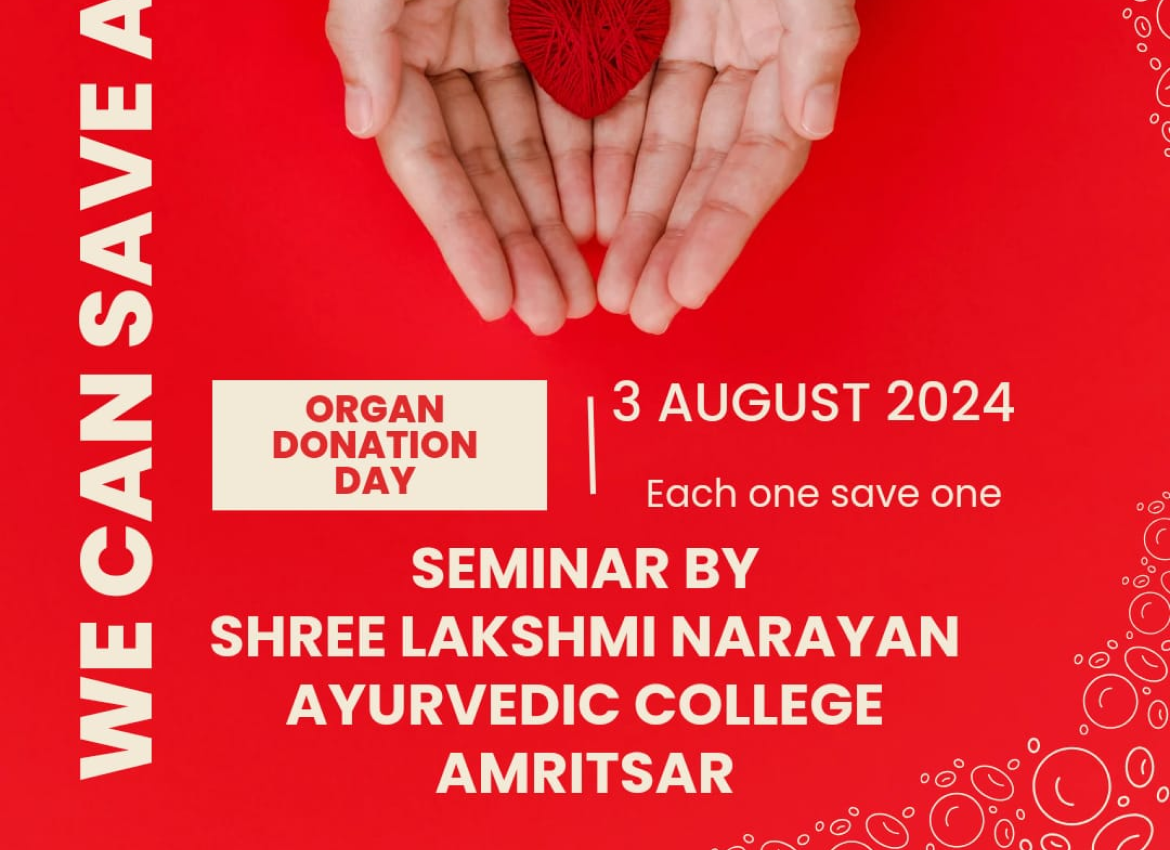 WE CAN SAVE A
ORGAN
DONATION
DAY
3 AUGUST 2024
Each one save one
SEMINAR BY
SHREE LAKSHMI NARAYAN
AYURVEDIC COLLEGE
AMRITSAR